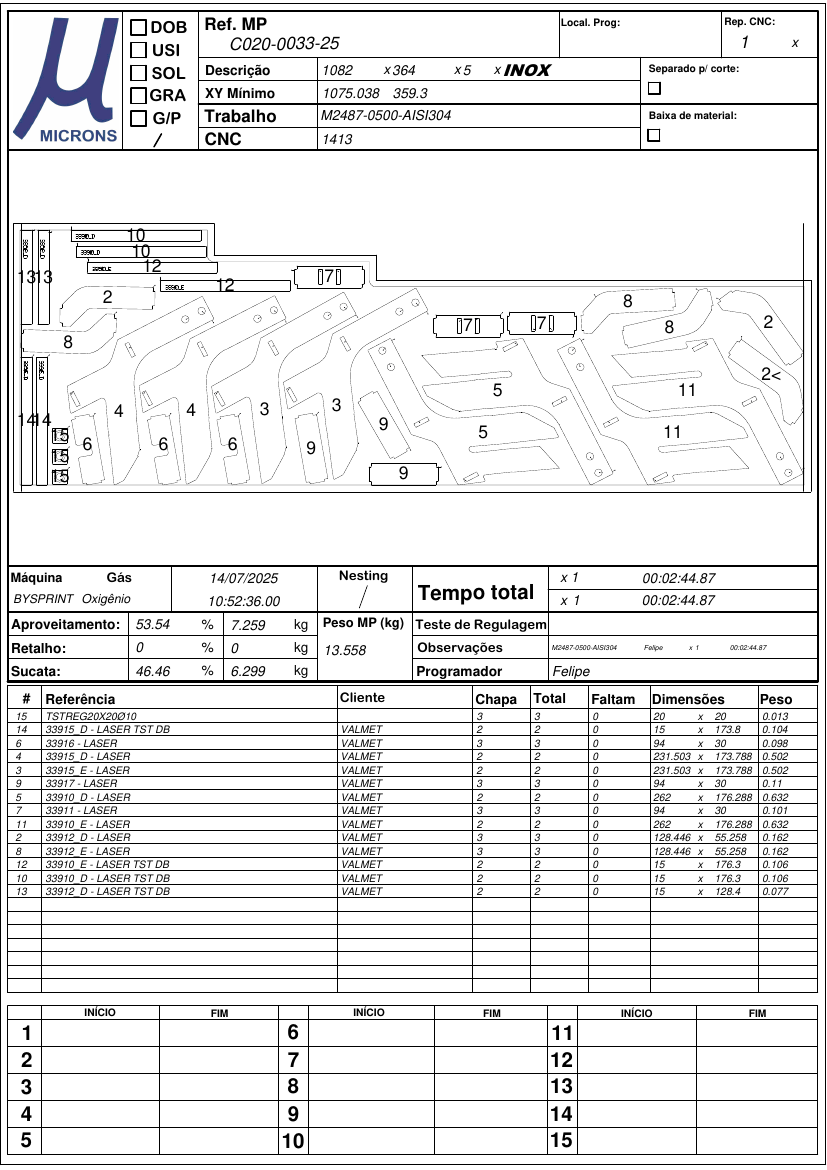 MICRONS
DOB
USI
SOL
GRA
G/P
/
Ref. MP
C020-0033-25
Local. Prog:
Rep. CNC:
1 x
Descrição 1082 x 364 x 5 x INOX
Separado p/ corte:
XY Mínimo 1075.038 359.3
Trabalho M2487-0500-AISI304
Baixa de material:
CNC 1413
10
10
12
12
7
13 13
2
8
8
7
7
8
2
2<
14 14
15
15
15
6
4
6
4
6
3
9
3
9
9
5
5
11
11
Máquina Gás 14/07/2025 Nesting Tempo total x 1 00:02:44.87
BYSPRINT Oxigênio 10:52:36.00 / x 1 00:02:44.87
Aproveitamento: 53.54 % 7.259 kg Peso MP (kg) Teste de Regulagem
Retalho: 0 % 0 kg 13.558 Observações M2487-0500-AISI304 Felipe x 1 00:02:44.87
Sucata: 46.46 % 6.299 kg Programador Felipe
# Referência Cliente Chapa Total Faltam Dimensões Peso
15 TSTREG20X20Ø10 3 3 0 20 x 20 0.013
14 33915_D - LASER TST DB VALMET 2 2 0 15 x 173.8 0.104
6 33916 - LASER VALMET 3 3 0 94 x 30 0.098
4 33915_D - LASER VALMET 2 2 0 231.503 x 173.788 0.502
3 33915_E - LASER VALMET 2 2 0 231.503 x 173.788 0.502
9 33917 - LASER VALMET 3 3 0 94 x 30 0.11
5 33910_D - LASER VALMET 2 2 0 262 x 176.288 0.632
7 33911 - LASER VALMET 3 3 0 94 x 30 0.101
11 33910_E - LASER VALMET 2 2 0 262 x 176.288 0.632
2 33912_D - LASER VALMET 3 3 0 128.446 x 55.258 0.162
8 33912_E - LASER VALMET 3 3 0 128.446 x 55.258 0.162
12 33910_E - LASER TST DB VALMET 2 2 0 15 x 176.3 0.106
10 33910_D - LASER TST DB VALMET 2 2 0 15 x 176.3 0.106
13 33912_D - LASER TST DB VALMET 2 2 0 15 x 128.4 0.077
INÍCIO FIM INÍCIO FIM INÍCIO FIM
1 6 11
2 7 12
3 8 13
4 9 14
5 10 15